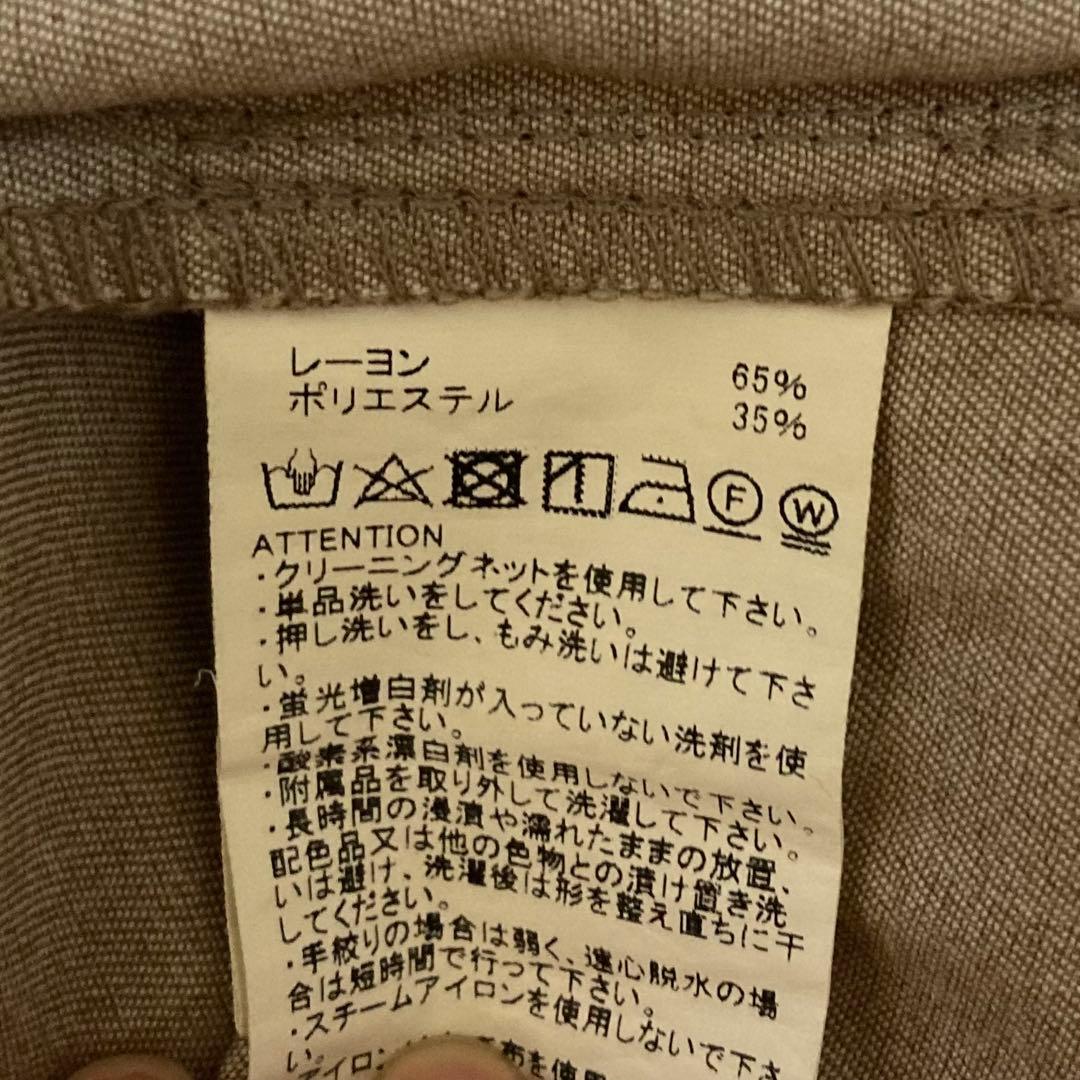 レーヨン 65%
ポリエステル 35%
F W
ATTENTION
・クリーニングネットを使用して下さい。
・単品洗いをしてください。
・押し洗いをし、もみ洗いは避けて下さ
い。
・蛍光増白剤が入っていない洗剤を使
用して下さい。
・酸素系漂白剤を使用しないで下さい。
・附属品を取り外して洗濯して下さい。
・長時間の浸漬や濡れたままの放置、
配色品又は他の色物との漬け置き洗
いは避け、洗濯後は形を整え直ちに干
してください。
・手絞りの場合は弱く、遠心脱水の場
合は短時間で行って下さい。
・スチームアイロンを使用しないで下さ
い。
アイロン 布を使用